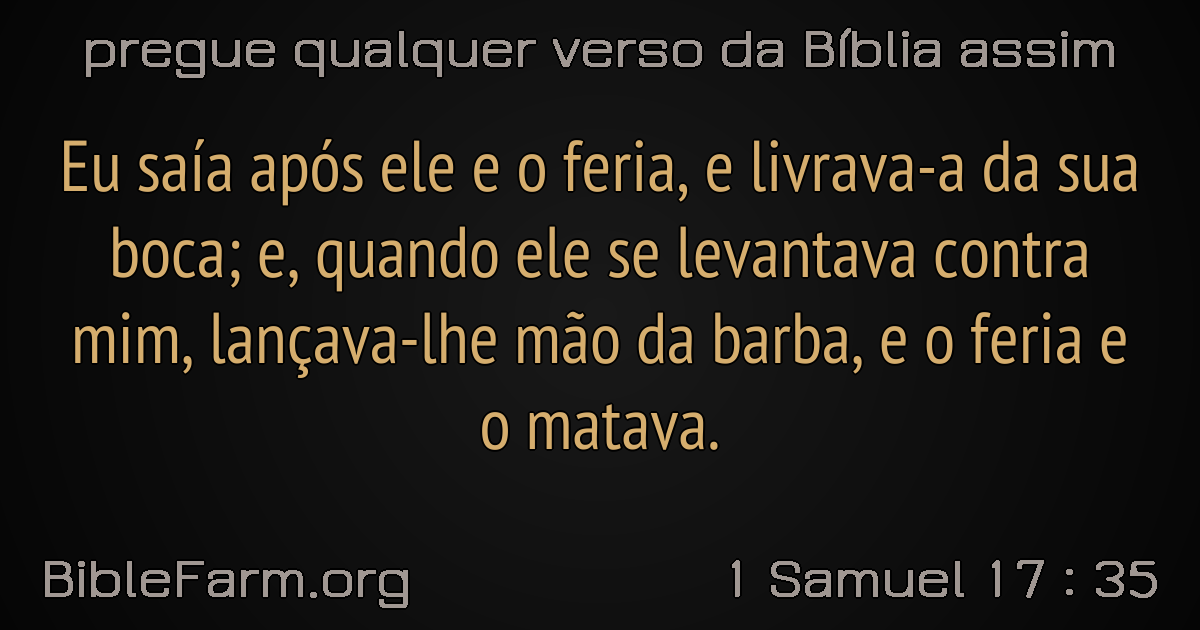 pregue qualquer verso da Bíblia assim
Eu saía após ele e o feria, e livrava-a da sua
boca; e, quando ele se levantava contra
mim, lançava-lhe mão da barba, e o feria e
o matava.
BibleFarm.org
1 Samuel 17 : 35